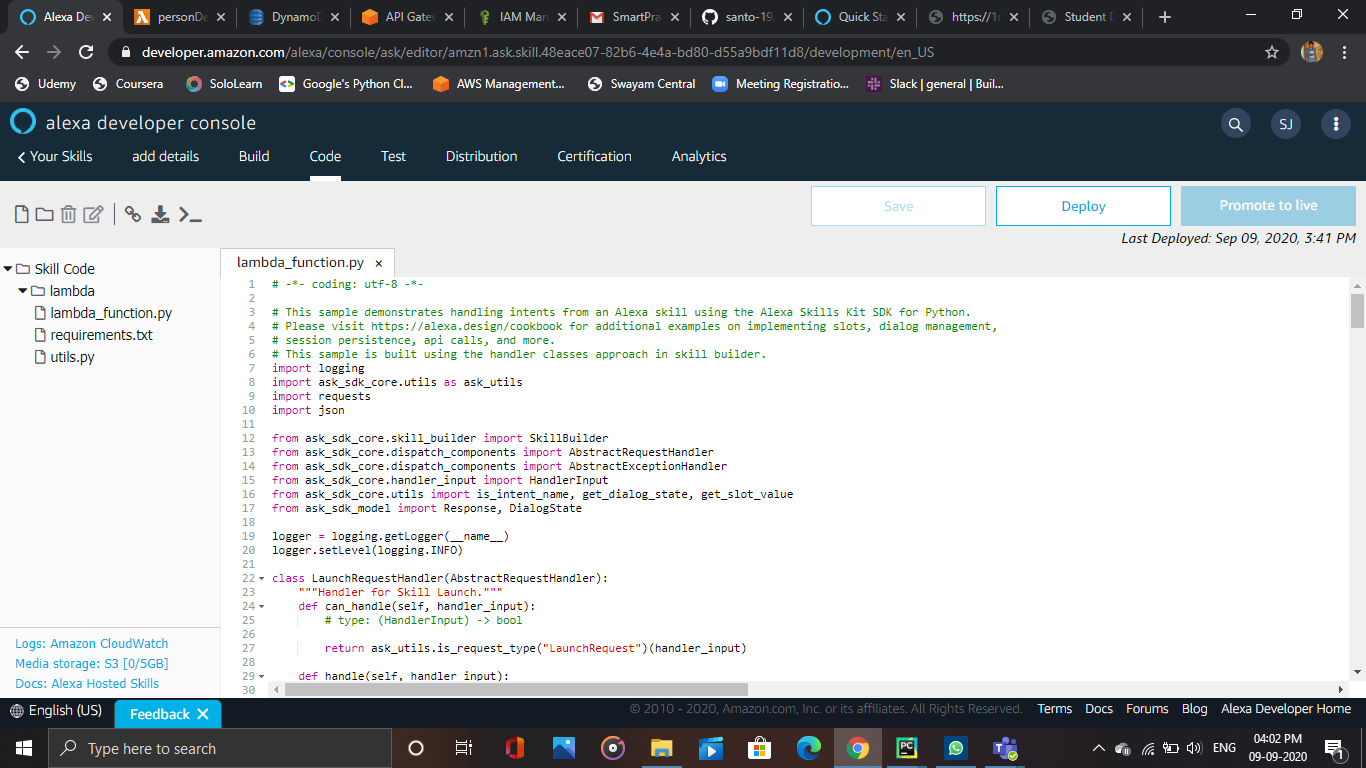 Alexa De
personDe
DynamoD
API Gatev
IAM Man
SmartPra
santo-19,
Quick Sta
https://1
Student D
developer.amazon.com/alexa/console/ask/editor/amzn1.ask.skill.48eace07-82b6-4e4a-bd80-d55a9bdf11d8/development/en_US
Udemy
Coursera
SoloLearn
Google's Python Cl...
AWS Management...
Swayam Central
Meeting Registratio...
Slack | general | Buil...
alexa developer console
SJ
Your Skills
add details
Build
Code
Test
Distribution
Certification
Analytics
Save
Deploy
Promote to live
Last Deployed: Sep 09, 2020, 3:41 PM
Skill Code
lambda
lambda_function.py
requirements.txt
utils.py
Logs: Amazon CloudWatch
Media storage: S3 [0/5GB]
Docs: Alexa Hosted Skills
lambda_function.py ×
1 # -*- coding: utf-8 -*-
2
3 # This sample demonstrates handling intents from an Alexa skill using the Alexa Skills Kit SDK for Python.
4 # Please visit https://alexa.design/cookbook for additional examples on implementing slots, dialog management,
5 # session persistence, api calls, and more.
6 # This sample is built using the handler classes approach in skill builder.
7 import logging
8 import ask_sdk_core.utils as ask_utils
9 import requests
10 import json
11
12 from ask_sdk_core.skill_builder import SkillBuilder
13 from ask_sdk_core.dispatch_components import AbstractRequestHandler
14 from ask_sdk_core.dispatch_components import AbstractExceptionHandler
15 from ask_sdk_core.handler_input import HandlerInput
16 from ask_sdk_core.utils import is_intent_name, get_dialog_state, get_slot_value
17 from ask_sdk_model import Response, DialogState
18
19 logger = logging.getLogger(__name__)
20 logger.setLevel(logging.INFO)
21
22 class LaunchRequestHandler(AbstractRequestHandler):
23 """Handler for Skill Launch."""
24 def can_handle(self, handler_input):
25 # type: (HandlerInput) -> bool
26
27 return ask_utils.is_request_type("LaunchRequest")(handler_input)
28
29 def handle(self, handler_input):
30
English (US)
Feedback
© 2010 - 2020, Amazon.com, Inc. or its affiliates. All Rights Reserved.
Terms
Docs
Forums
Blog
Alexa Developer Home
Type here to search
ENG
04:02 PM
09-09-2020
1